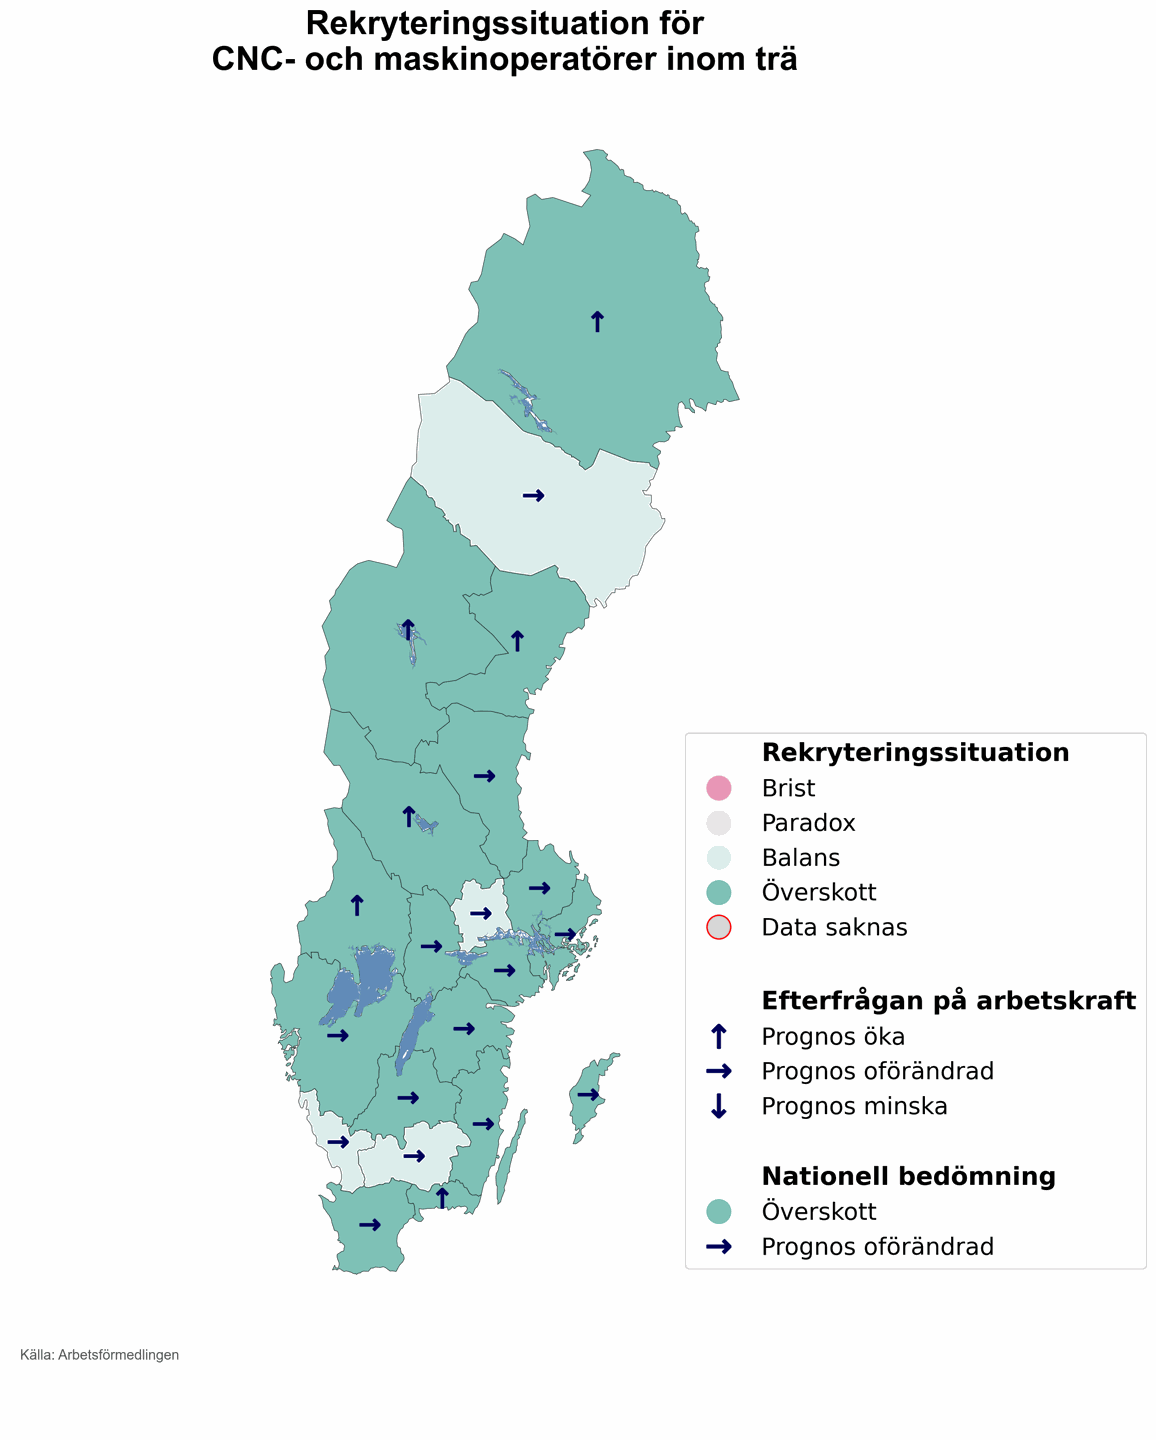 Rekryteringssituation för
CNC- och maskinoperatörer inom trä
Rekryteringssituation
Brist
Paradox
Balans
Överskott
Data saknas
Efterfrågan på arbetskraft
Prognos öka
Prognos oförändrad
Prognos minska
Nationell bedömning
Överskott
Prognos oförändrad
Källa: Arbetsförmedlingen